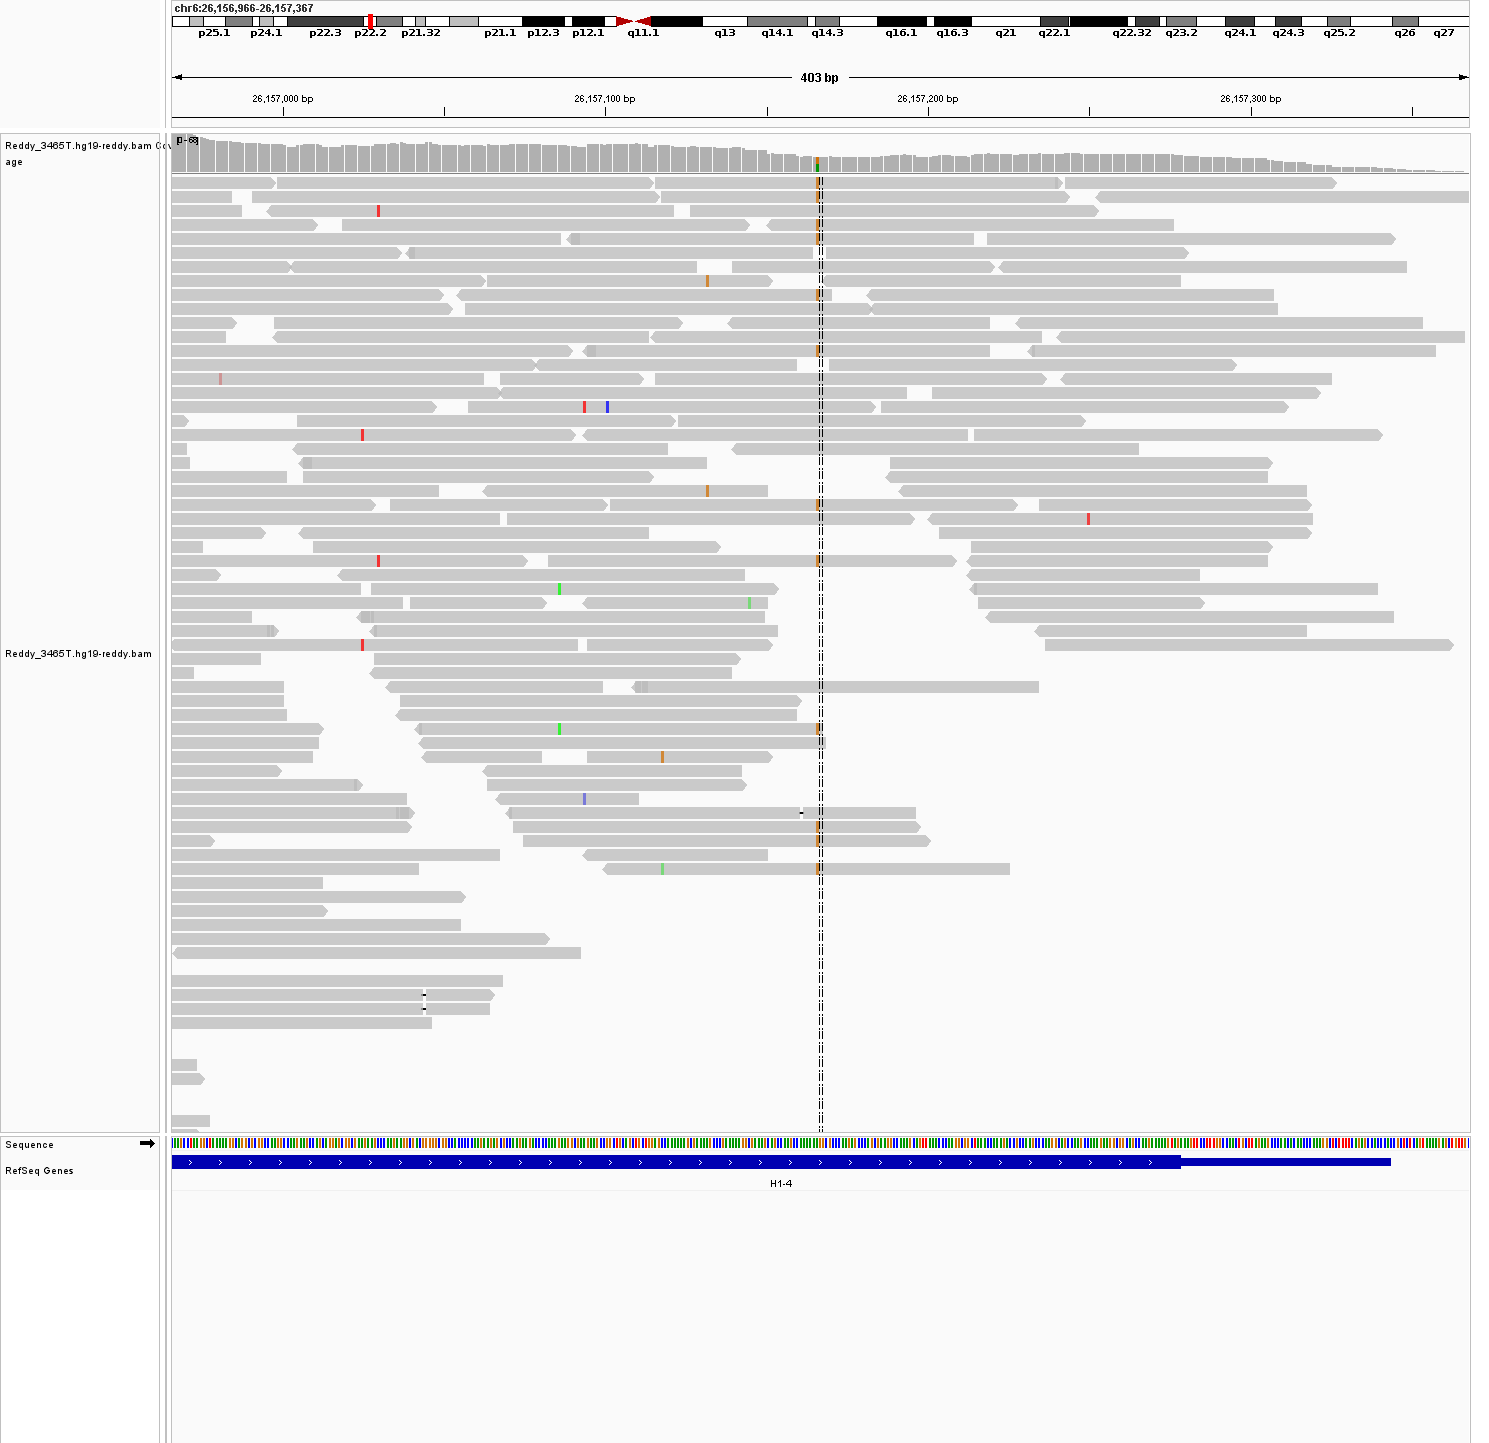 chr6:26,156,966-26,157,367
p25.1 p24.1 p22.3 p22.2 p21.32 p21.1 p12.3 p12.1 q11.1 q13 q14.1 q14.3 q16.1 q16.3 q21 q22.1 q22.32 q23.2 q24.1 q24.3 q25.2 q26 q27
403 bp
26,157,000 bp 26,157,100 bp 26,157,200 bp 26,157,300 bp
Reddy_3465T.hg19-reddy.bam
age
Reddy_3465T.hg19-reddy.bam
Sequence
RefSeq Genes
H1-4